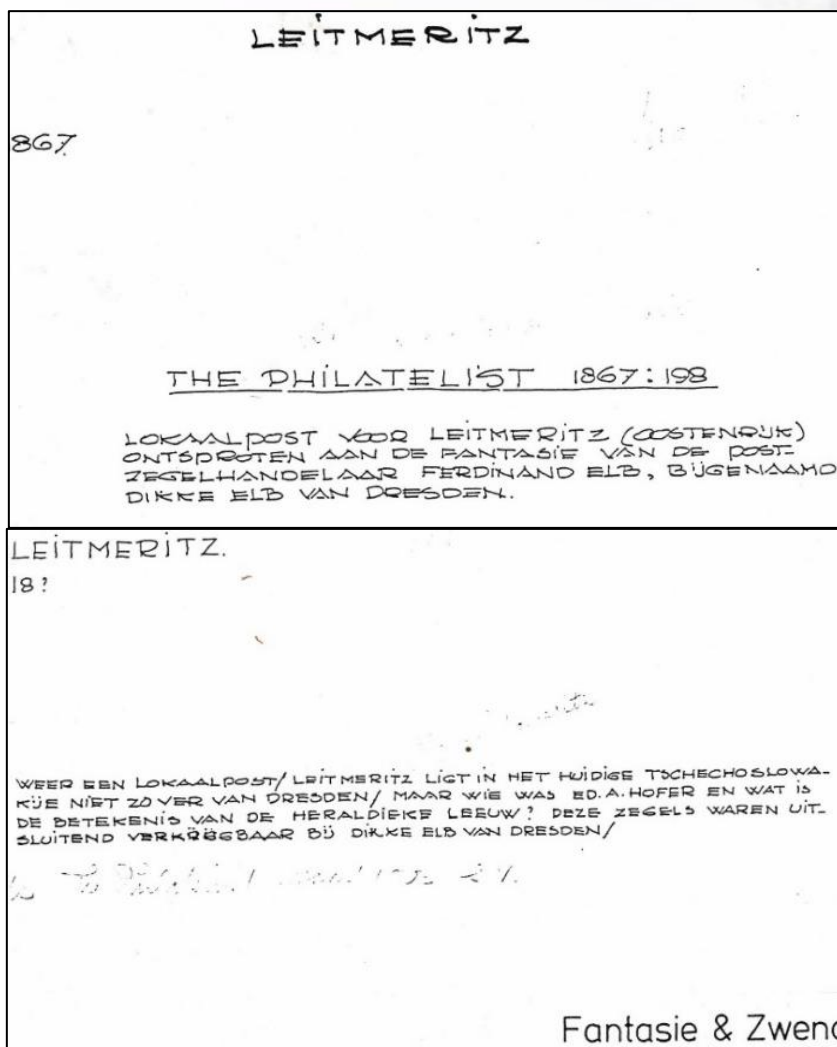 LEITMERITZ
867.
THE PHILATELIST 1867:198
LOKAALPOST VOOR LEITMERITZ (OOSTENRIJK)
ONTSPROTEN AAN DE FANTASIE VAN DE POST-
ZEGELHANDELAAR FERDINAND ELB, BIJGENAAMD
DIKKE ELB VAN DRESDEN.
LEITMERITZ.
18?
WEER EEN LOKAALPOST/ LEITMERITZ LIGT IN HET HUIDIGE TSCHECHOSLOWA-
KIJE NIET ZO VER VAN DRESDEN/ MAAR WIE WAS ED. A. HOFER EN WAT IS
DE BETEKENIS VAN DE HERALDIEKE LEEUW? DEZE ZEGELS WAREN UIT-
SLUITEND VERKRIJGBAAR BIJ DIKKE ELB VAN DRESDEN/
Fantasie & Zwend